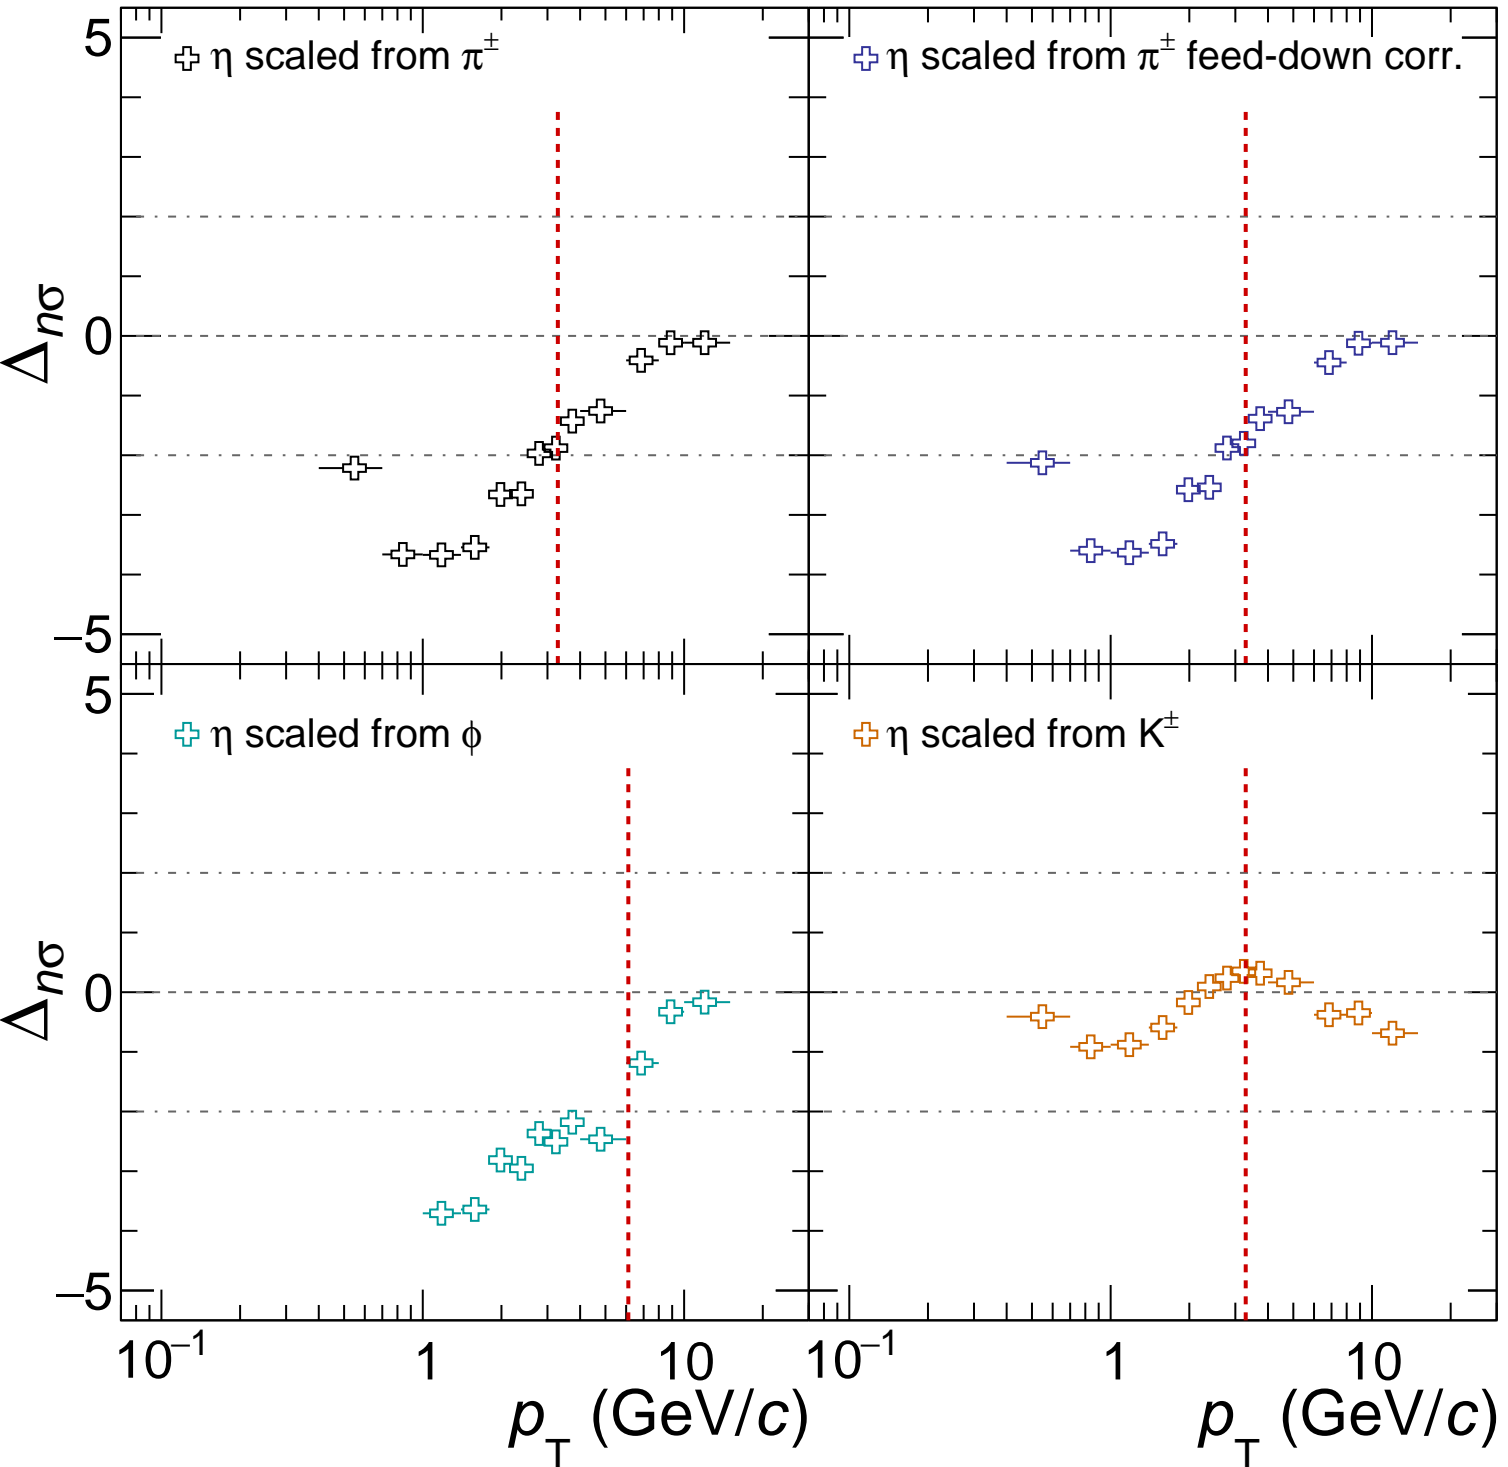 5
η scaled from π±
η scaled from π± feed-down corr.
Δnσ
0
−5
5
η scaled from ϕ
η scaled from K±
Δnσ
0
−5
10−1 1 10 10−1 1 10
pT (GeV/c) pT (GeV/c)